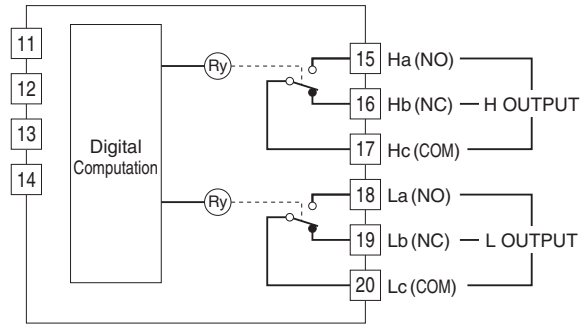 11
12
13
14
Digital
Computation
Ry
Ry
15 Ha (NO)
16 Hb (NC) H OUTPUT
17 Hc (COM)
18 La (NO)
19 Lb (NC) L OUTPUT
20 Lc (COM)